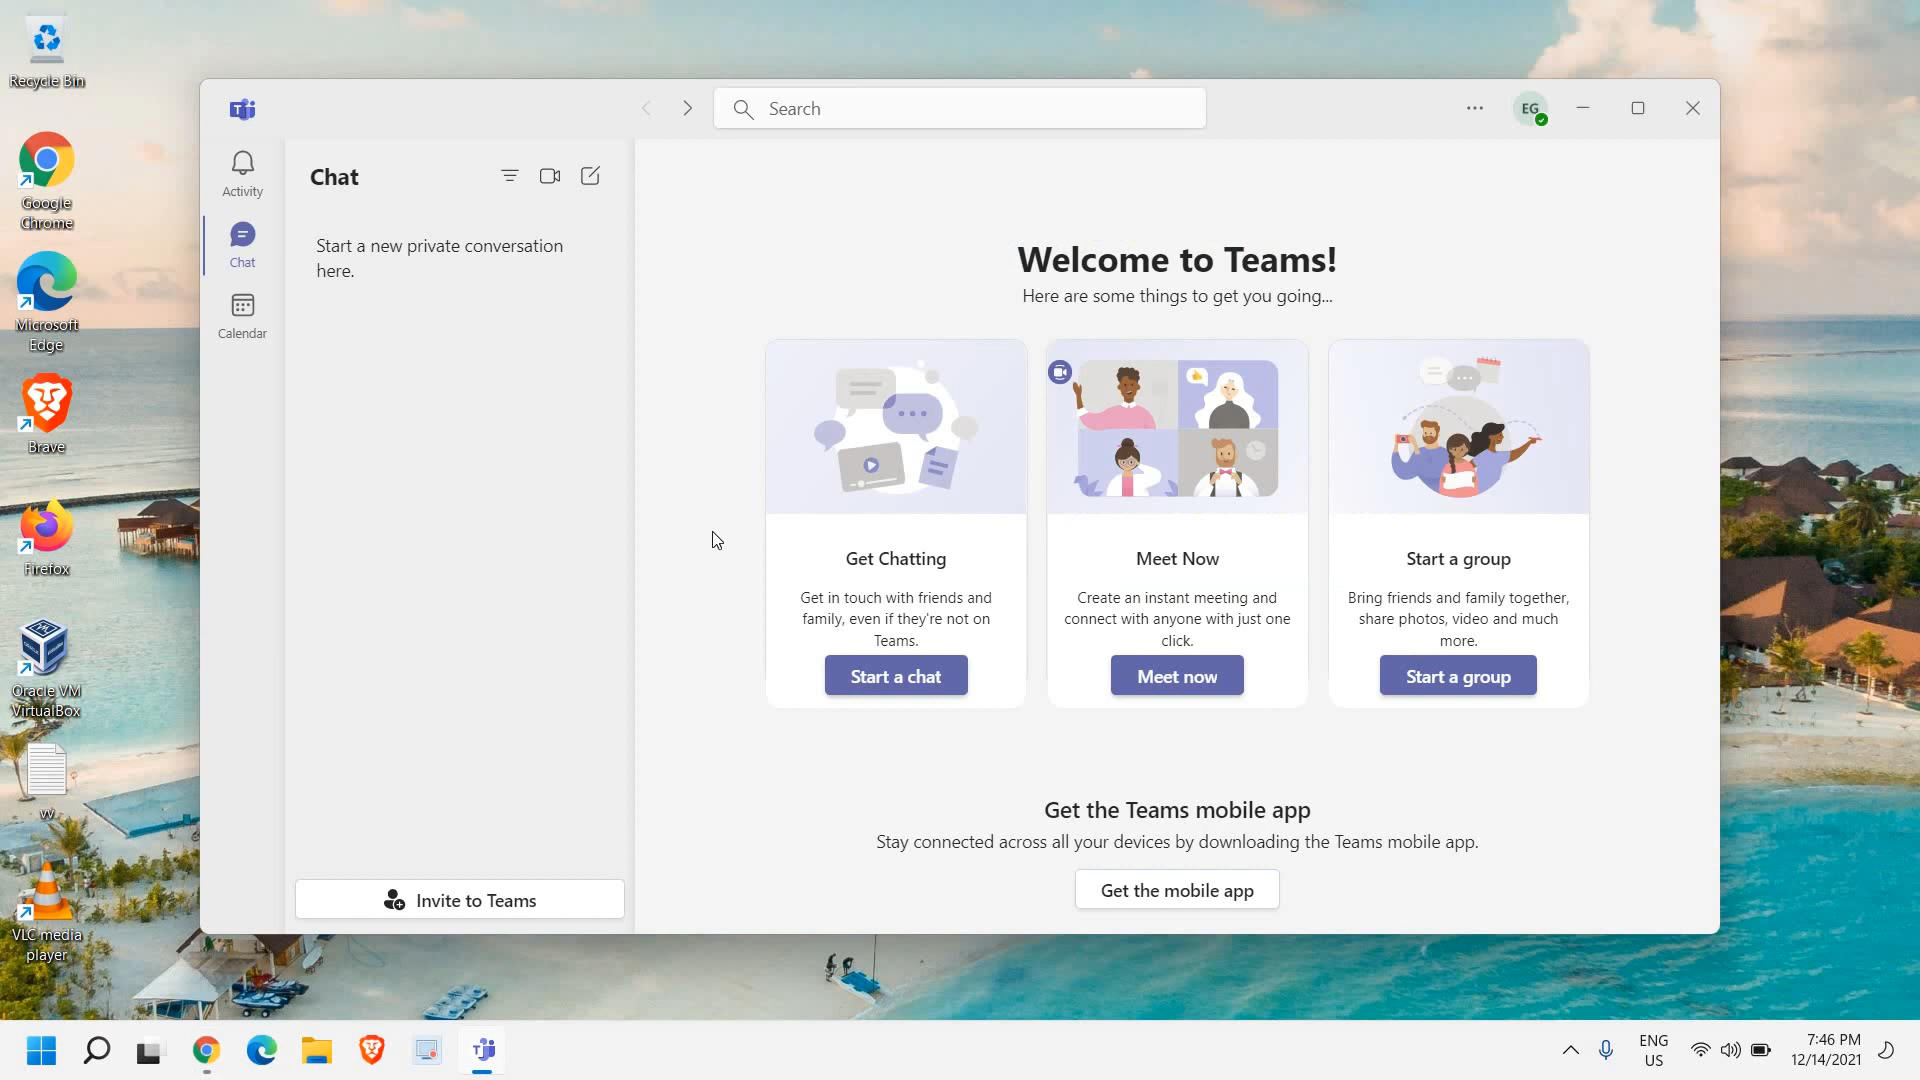 Recycle Bin
Google
Chrome
Microsoft
Edge
Brave
Firefox
Oracle VM
VirtualBox
vv
VLC media
player
Search
EG
Activity
Chat
Calendar
Chat
Start a new private conversation
here.
Invite to Teams
Welcome to Teams!
Here are some things to get you going...
Get Chatting
Get in touch with friends and
family, even if they're not on
Teams.
Start a chat
Meet Now
Create an instant meeting and
connect with anyone with just one
click.
Meet now
Start a group
Bring friends and family together,
share photos, video and much
more.
Start a group
Get the Teams mobile app
Stay connected across all your devices by downloading the Teams mobile app.
Get the mobile app
ENG
US
7:46 PM
12/14/2021